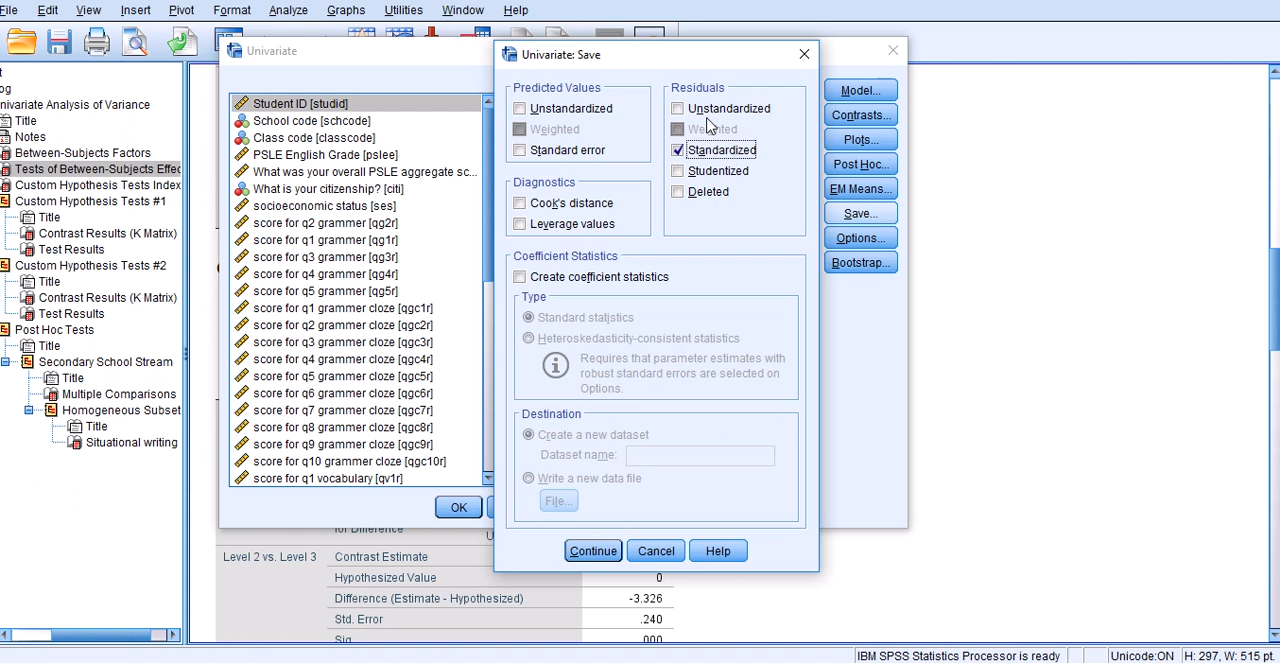 File Edit View Insert Pivot Format Analyze Graphs Utilities Window Help
t
og
nivariate Analysis of Variance
Title
Notes
Between-Subjects Factors
Tests of Between-Subjects Effec
Custom Hypothesis Tests Index
Custom Hypothesis Tests #1
Title
Contrast Results (K Matrix)
Test Results
Custom Hypothesis Tests #2
Title
Contrast Results (K Matrix)
Test Results
Post Hoc Tests
Title
Secondary School Stream
Title
Multiple Comparisons
Homogeneous Subset
Title
Situational writing
Univariate
Student ID [studid]
School code [schcode]
Class code [classcode]
PSLE English Grade [pslee]
What was your overall PSLE aggregate sc...
What is your citizenship? [citi]
socioeconomic status [ses]
score for q2 grammer [qg2r]
score for q1 grammer [qg1r]
score for q3 grammer [qg3r]
score for q4 grammer [qg4r]
score for q5 grammer [qg5r]
score for q1 grammer cloze [qgc1r]
score for q2 grammer cloze [qgc2r]
score for q3 grammer cloze [qgc3r]
score for q4 grammer cloze [qgc4r]
score for q5 grammer cloze [qgc5r]
score for q6 grammer cloze [qgc6r]
score for q7 grammer cloze [qgc7r]
score for q8 grammer cloze [qgc8r]
score for q9 grammer cloze [qgc9r]
score for q10 grammer cloze [qgc10r]
score for q1 vocabulary [qv1r]
OK
Model...
Contrasts...
Plots...
Post Hoc...
EM Means...
Save...
Options...
Bootstrap...
Univariate: Save
Predicted Values
Unstandardized
Weighted
Standard error
Residuals
Unstandardized
Weighted
Standardized
Studentized
Deleted
Diagnostics
Cook's distance
Leverage values
Coefficient Statistics
Create coefficient statistics
Type
Standard statistics
Heteroskedasticity-consistent statistics
Requires that parameter estimates with
robust standard errors are selected on
Options.
Destination
Create a new dataset
Dataset name:
Write a new data file
File...
Continue Cancel Help
for Difference U
Level 2 vs. Level 3 Contrast Estimate
Hypothesized Value 0
Difference (Estimate - Hypothesized) -3.326
Std. Error .240
Sig. .000
IBM SPSS Statistics Processor is ready Unicode:ON H: 297, W: 515 pt.